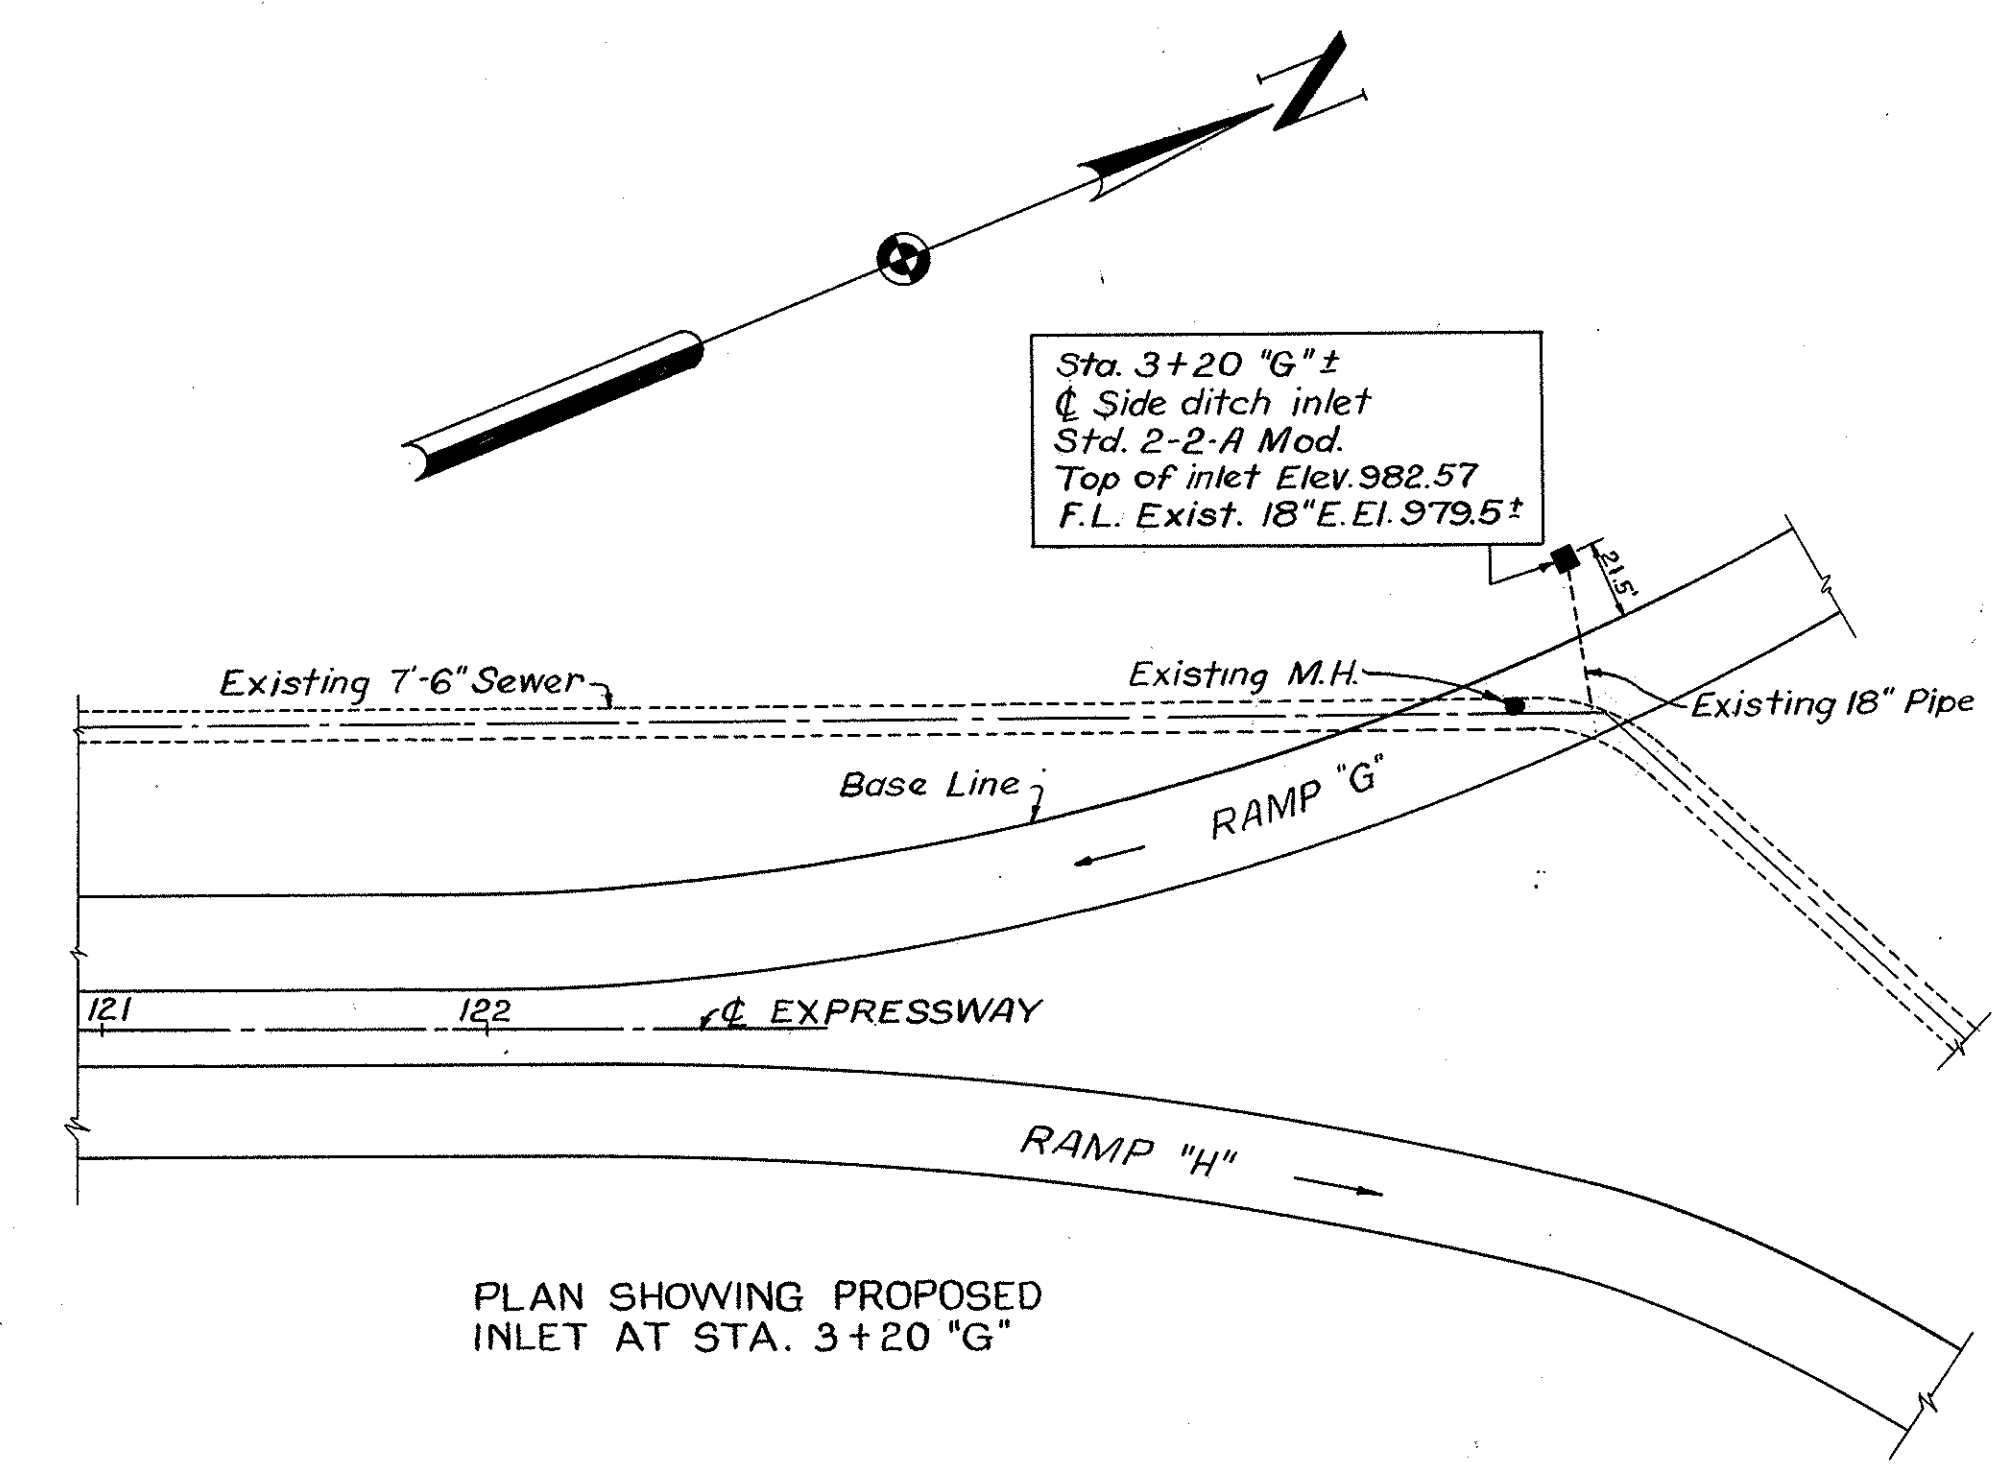 N
Sta. 3+20 "G" ±
℄ Side ditch inlet
Std. 2-2-A Mod.
Top of inlet Elev. 982.57
F.L. Exist. 18" E. El. 979.5±
21.5'
Existing 7'-6" Sewer
Existing M.H.
Existing 18" Pipe
Base Line
RAMP "G"
121
122
℄ EXPRESSWAY
RAMP "H"
PLAN SHOWING PROPOSED
INLET AT STA. 3+20 "G"